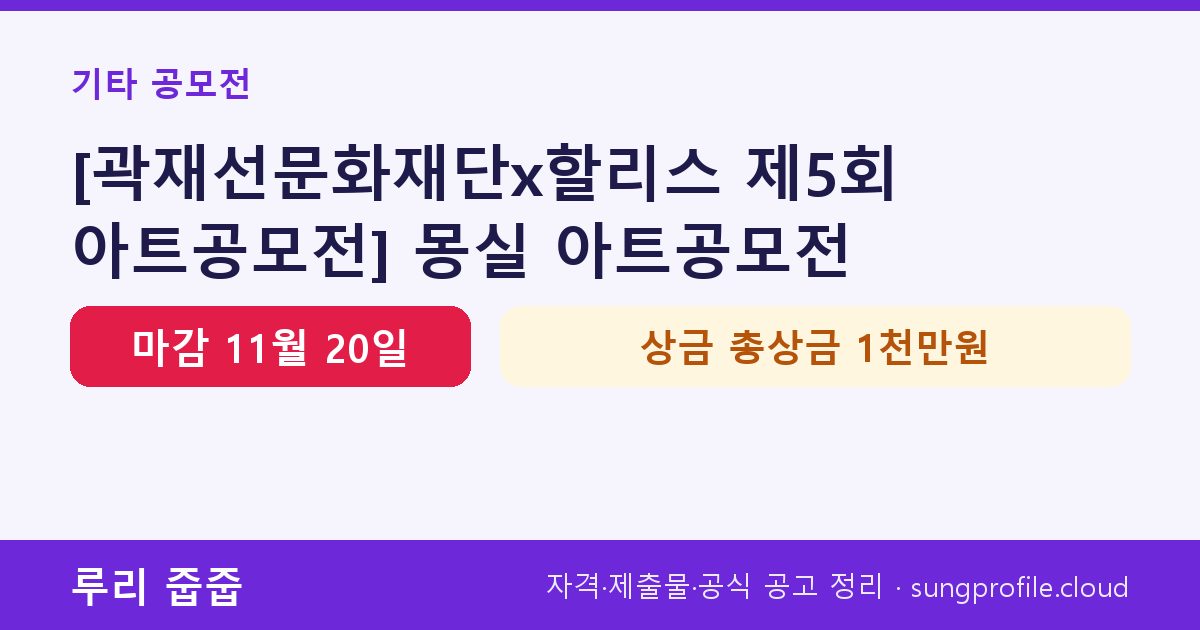 기타 공모전
[곽재선문화재단x할리스 제5회
아트공모전] 몽실 아트공모전
마감 11월 20일
상금 총상금 1천만원
루리 줍줍
자격·제출물·공식 공고 정리 · sungprofile.cloud